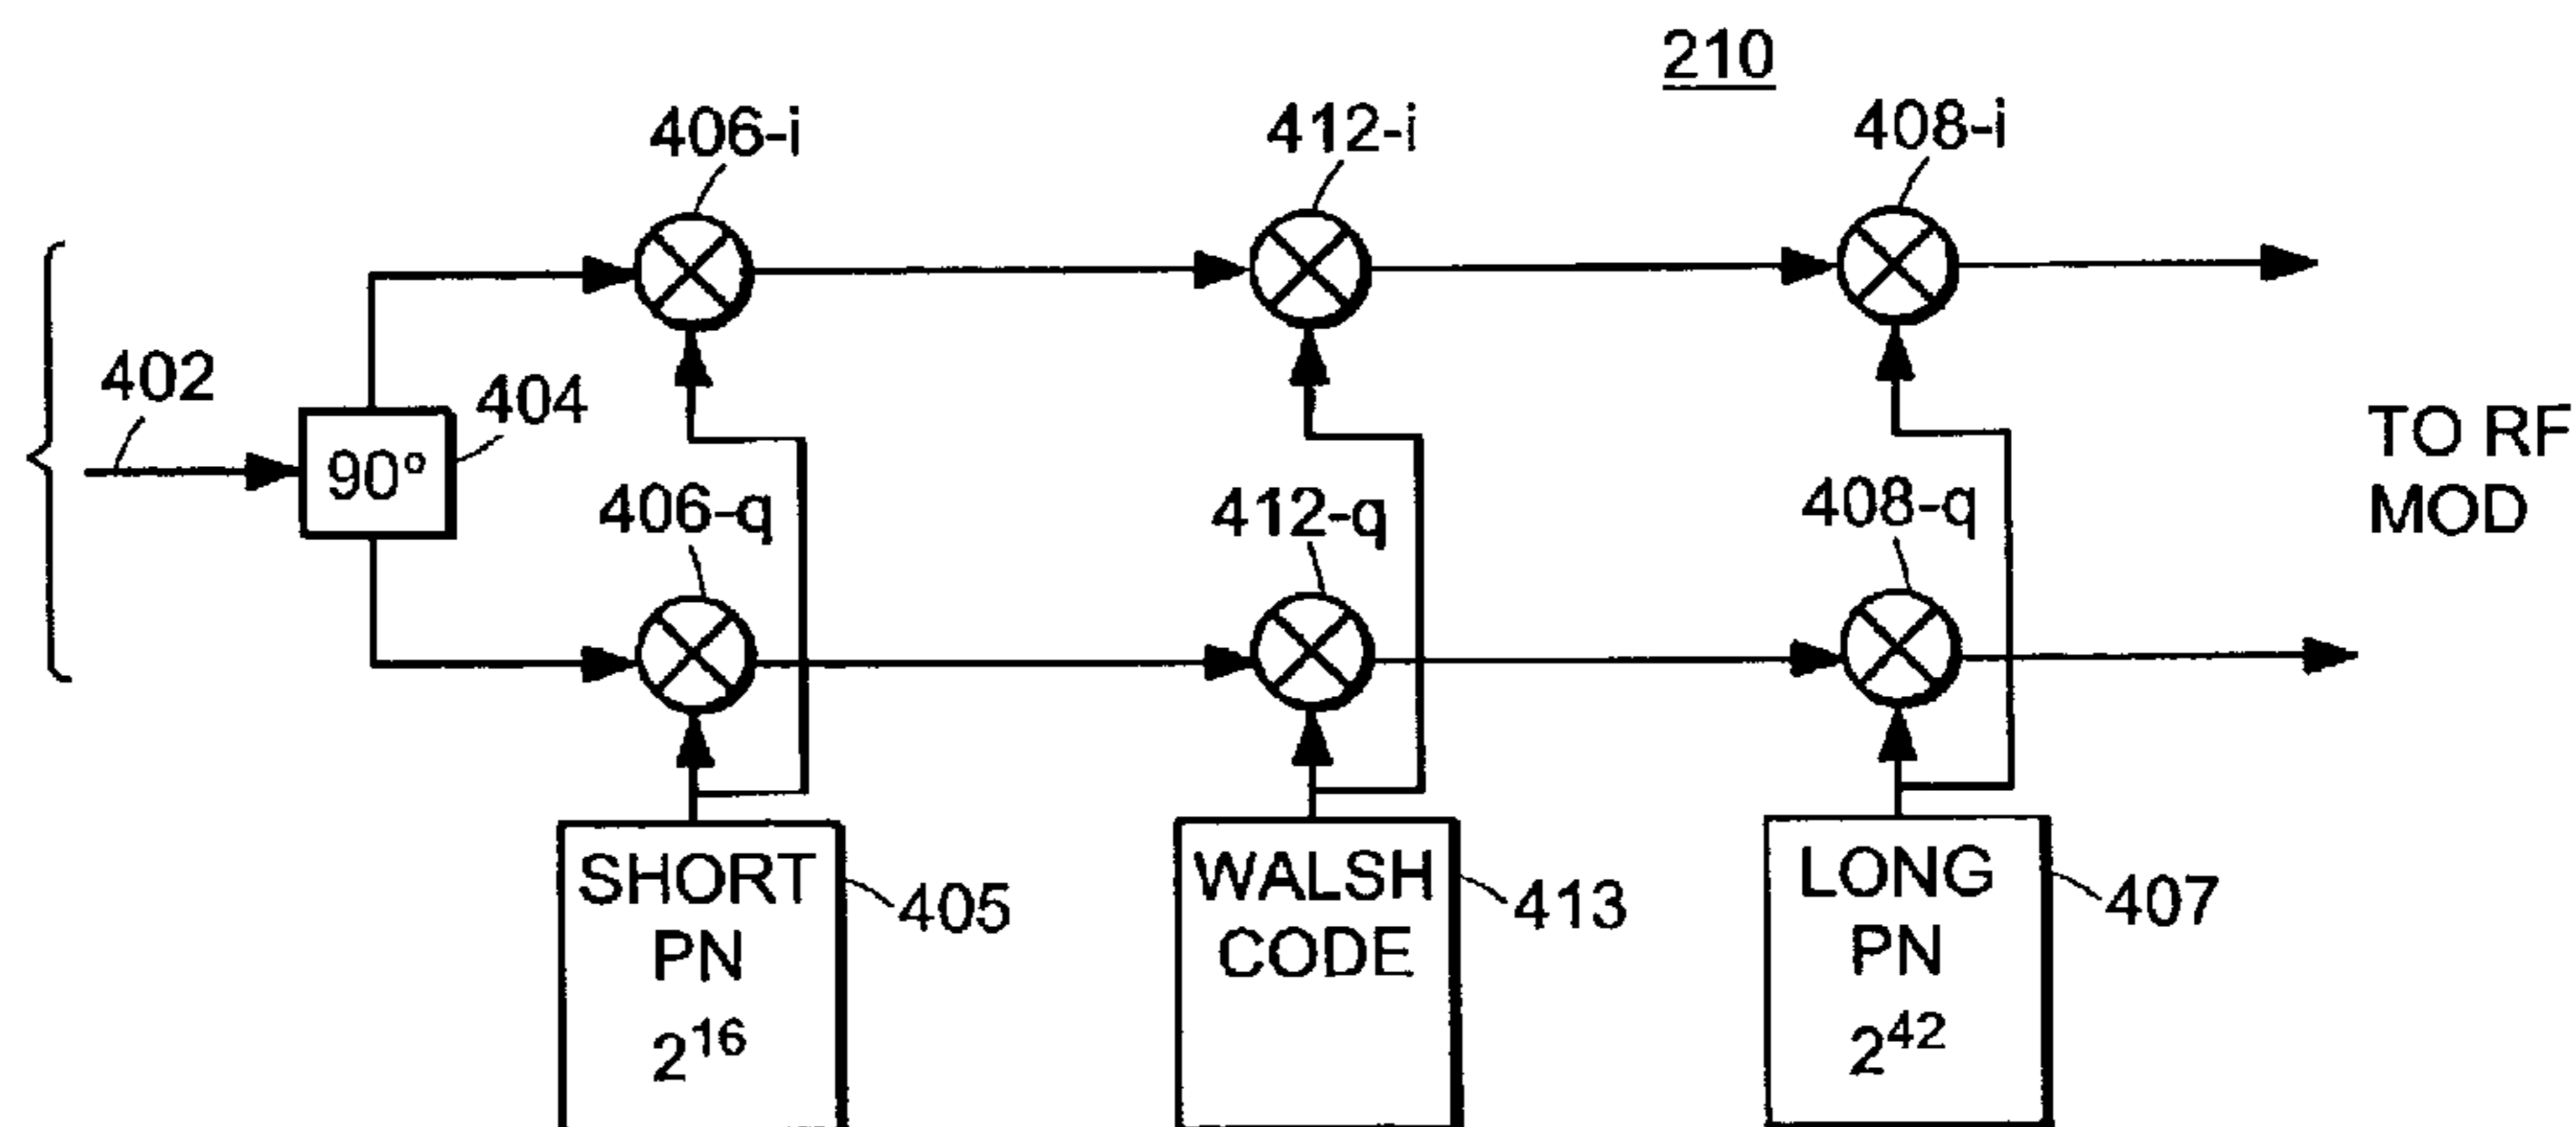 210
406-i
412-i
408-i
402
404
90°
406-q
412-q
408-q
TO RF
MOD
SHORT
PN
2^16
405
WALSH
CODE
413
LONG
PN
2^42
407